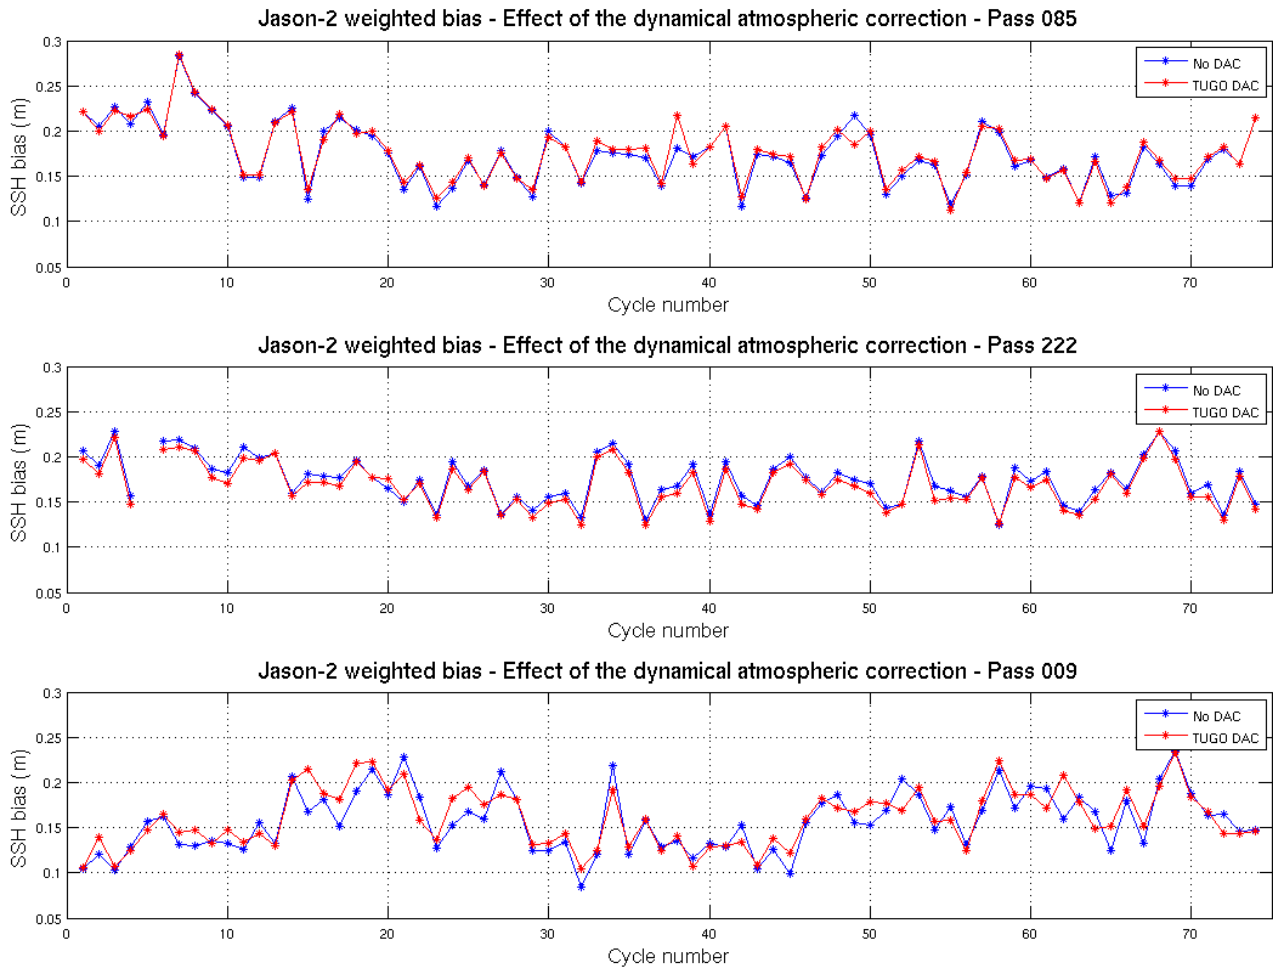 Jason-2 weighted bias - Effect of the dynamical atmospheric correction - Pass 085
0.3
0.25
0.2
0.15
0.1
0.05
SSH bias (m)
No DAC
TUGO DAC
0 10 20 30 40 50 60 70
Cycle number
Jason-2 weighted bias - Effect of the dynamical atmospheric correction - Pass 222
0.3
0.25
0.2
0.15
0.1
0.05
SSH bias (m)
No DAC
TUGO DAC
0 10 20 30 40 50 60 70
Cycle number
Jason-2 weighted bias - Effect of the dynamical atmospheric correction - Pass 009
0.3
0.25
0.2
0.15
0.1
0.05
SSH bias (m)
No DAC
TUGO DAC
0 10 20 30 40 50 60 70
Cycle number